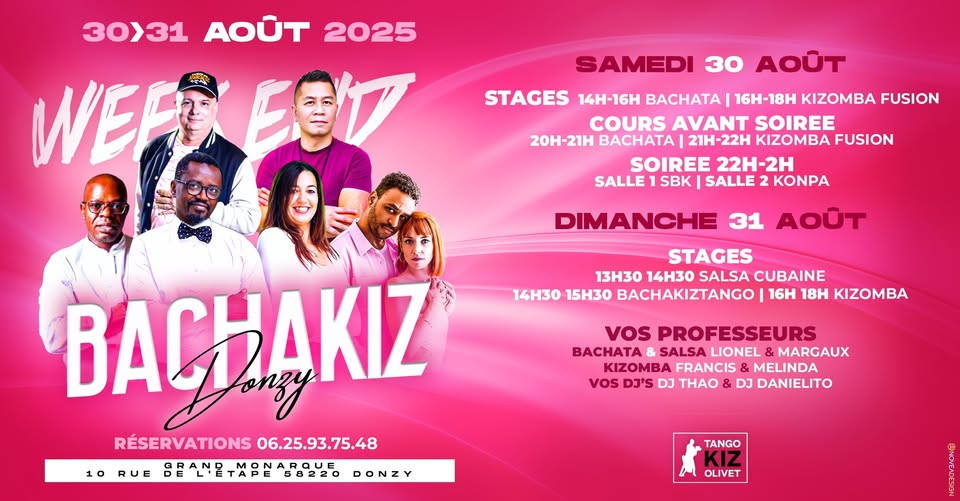 30>31 AOÛT 2025
WEEK END
BACHAKIZ
Donzy
RÉSERVATIONS 06.25.93.75.48
GRAND MONARQUE
10 RUE DE L'ÉTAPE 58220 DONZY
SAMEDI 30 AOÛT
STAGES 14H-16H BACHATA | 16H-18H KIZOMBA FUSION
COURS AVANT SOIREE
20H-21H BACHATA | 21H-22H KIZOMBA FUSION
SOIREE 22H-2H
SALLE 1 SBK | SALLE 2 KONPA
DIMANCHE 31 AOÛT
STAGES
13H30 14H30 SALSA CUBAINE
14H30 15H30 BACHAKIZTANGO | 16H 18H KIZOMBA
VOS PROFESSEURS
BACHATA & SALSA LIONEL & MARGAUX
KIZOMBA FRANCIS & MELINDA
VOS DJ'S DJ THAO & DJ DANIELITO
TANGO
KIZ
OLIVET
@NOVEADESIGN